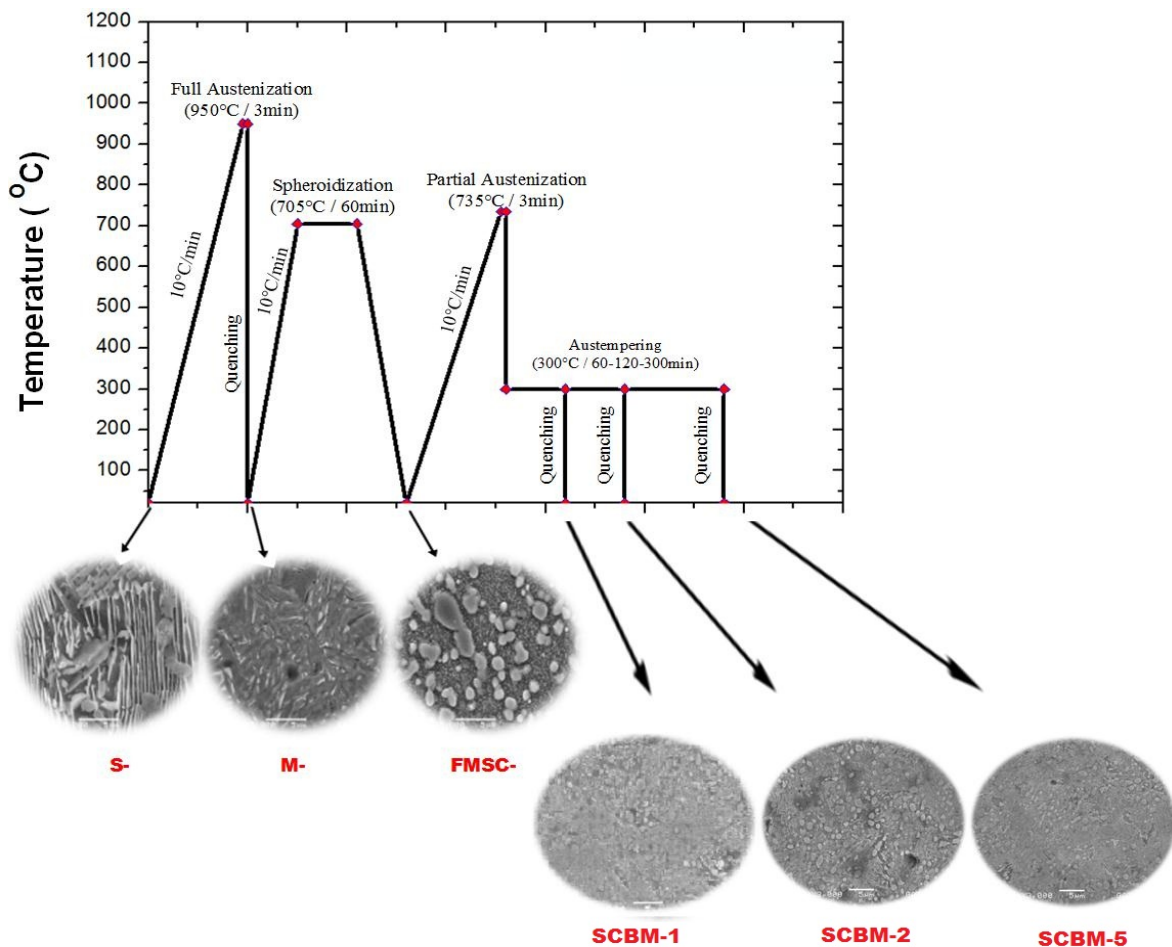 1200
1100
1000
900
800
700
600
500
400
300
200
100
Temperature ( °C)
Full Austenization
(950°C / 3min)
10°C/min
Quenching
Spheroidization
(705°C / 60min)
10°C/min
Partial Austenization
(735°C / 3min)
10°C/min
Austempering
(300°C / 60-120-300min)
Quenching
Quenching
Quenching
S-
M-
FMSC-
5µm
5µm
SCBM-1
SCBM-2
SCBM-5